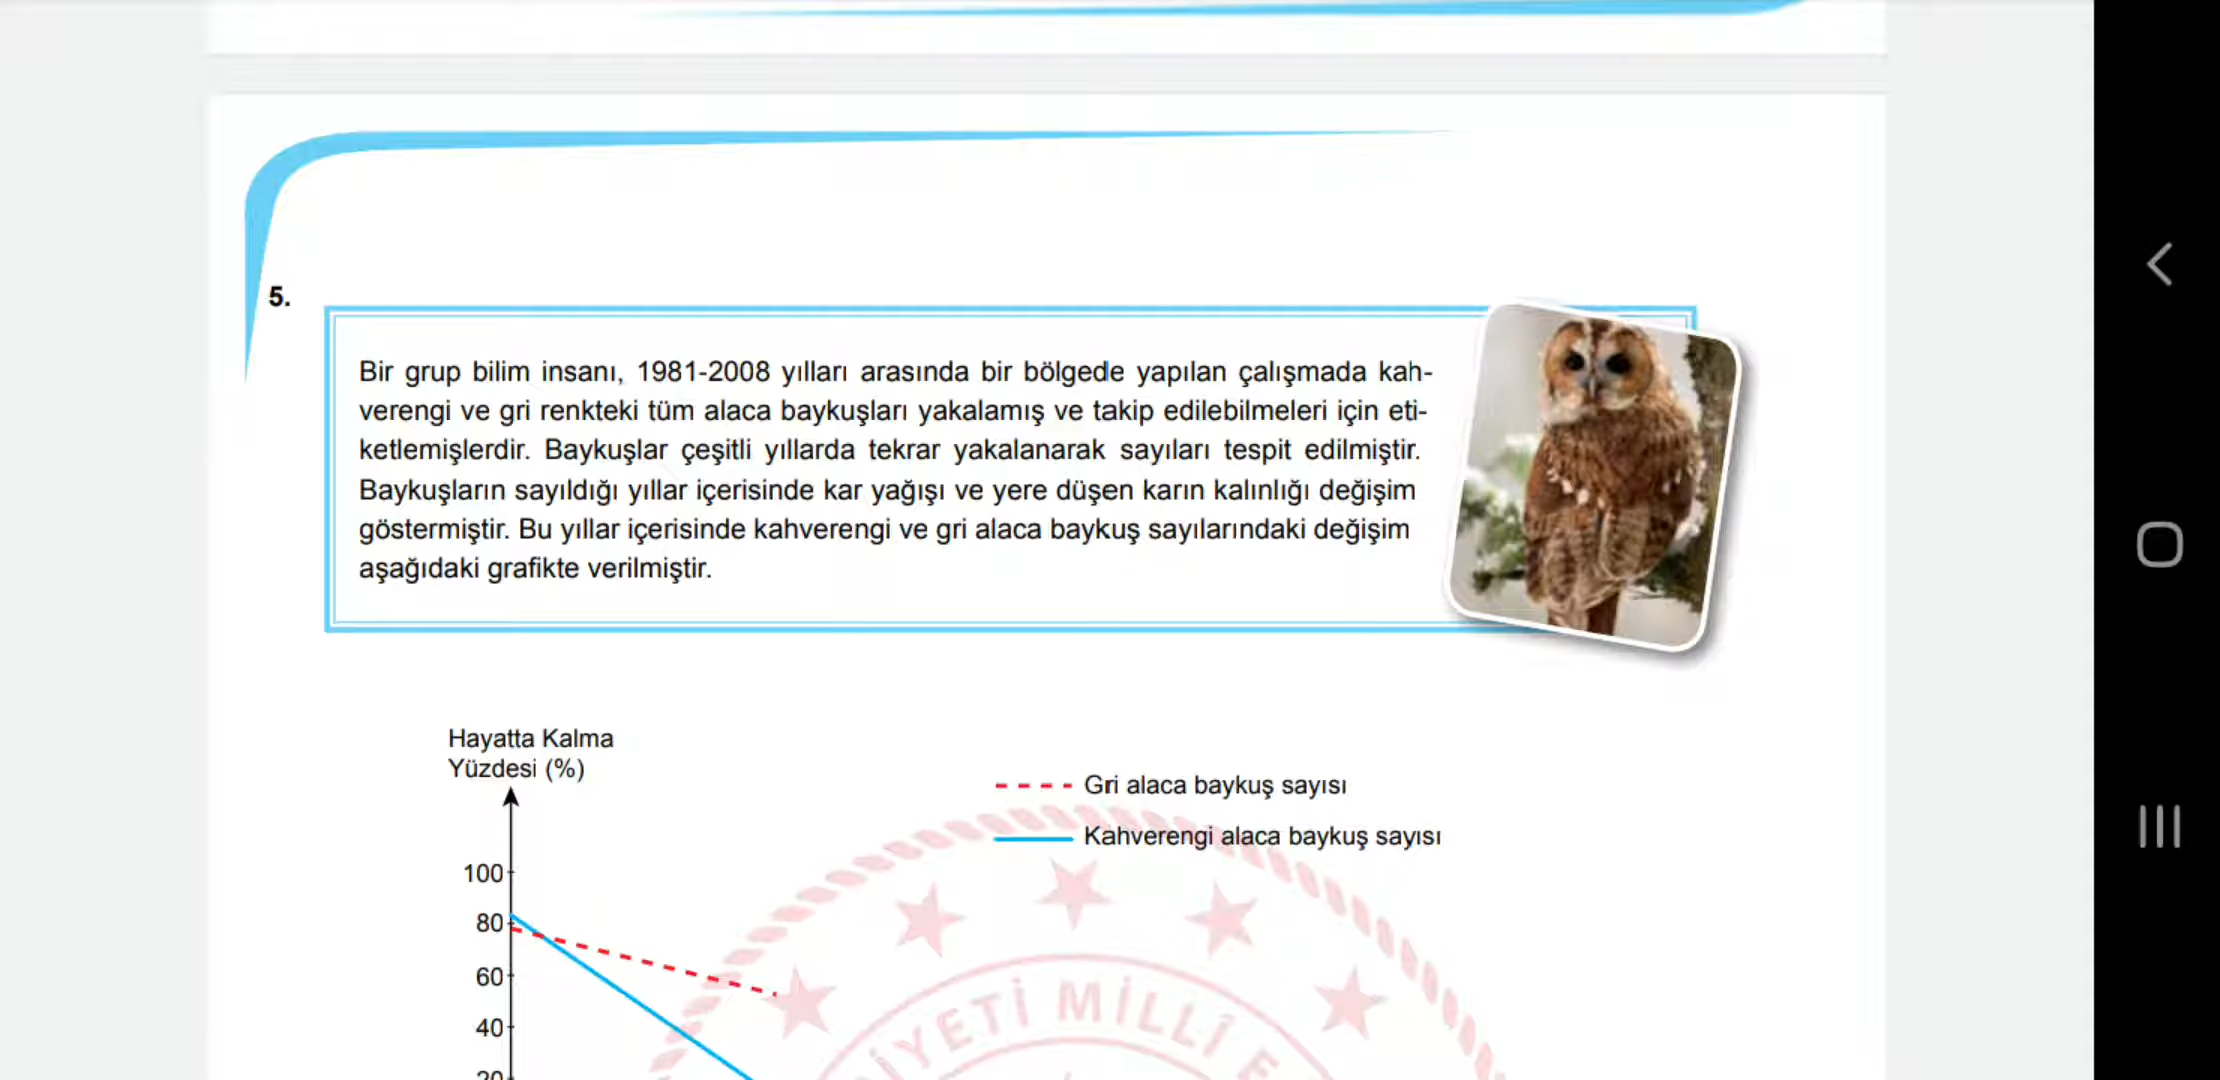 5.
Bir grup bilim insanı, 1981-2008 yılları arasında bir bölgede yapılan çalışmada kah-
verengi ve gri renkteki tüm alaca baykuşları yakalamış ve takip edilebilmeleri için eti-
ketlemişlerdir. Baykuşlar çeşitli yıllarda tekrar yakalanarak sayıları tespit edilmiştir.
Baykuşların sayıldığı yıllar içerisinde kar yağışı ve yere düşen karın kalınlığı değişim
göstermiştir. Bu yıllar içerisinde kahverengi ve gri alaca baykuş sayılarındaki değişim
aşağıdaki grafikte verilmiştir.
Hayatta Kalma
Yüzdesi (%)
Gri alaca baykuş sayısı
Kahverengi alaca baykuş sayısı
100
80
60
40
20
İYETİ MİLLÎ E